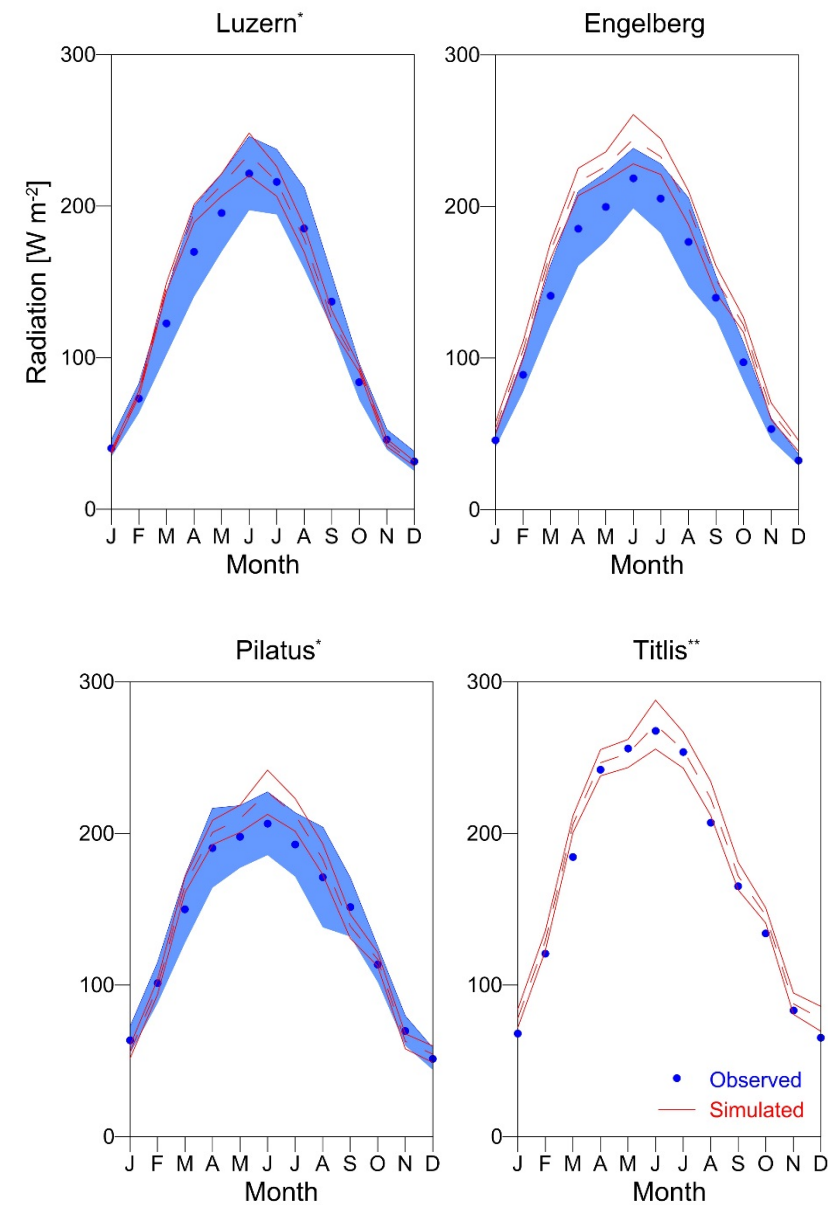 Luzern*
Engelberg
Radiation [W m-2]
300
200
100
0
J F M A M J J A S O N D
Month
300
200
100
0
J F M A M J J A S O N D
Month
Pilatus*
Titlis**
300
200
100
0
J F M A M J J A S O N D
Month
300
200
100
0
J F M A M J J A S O N D
Month
Observed
Simulated